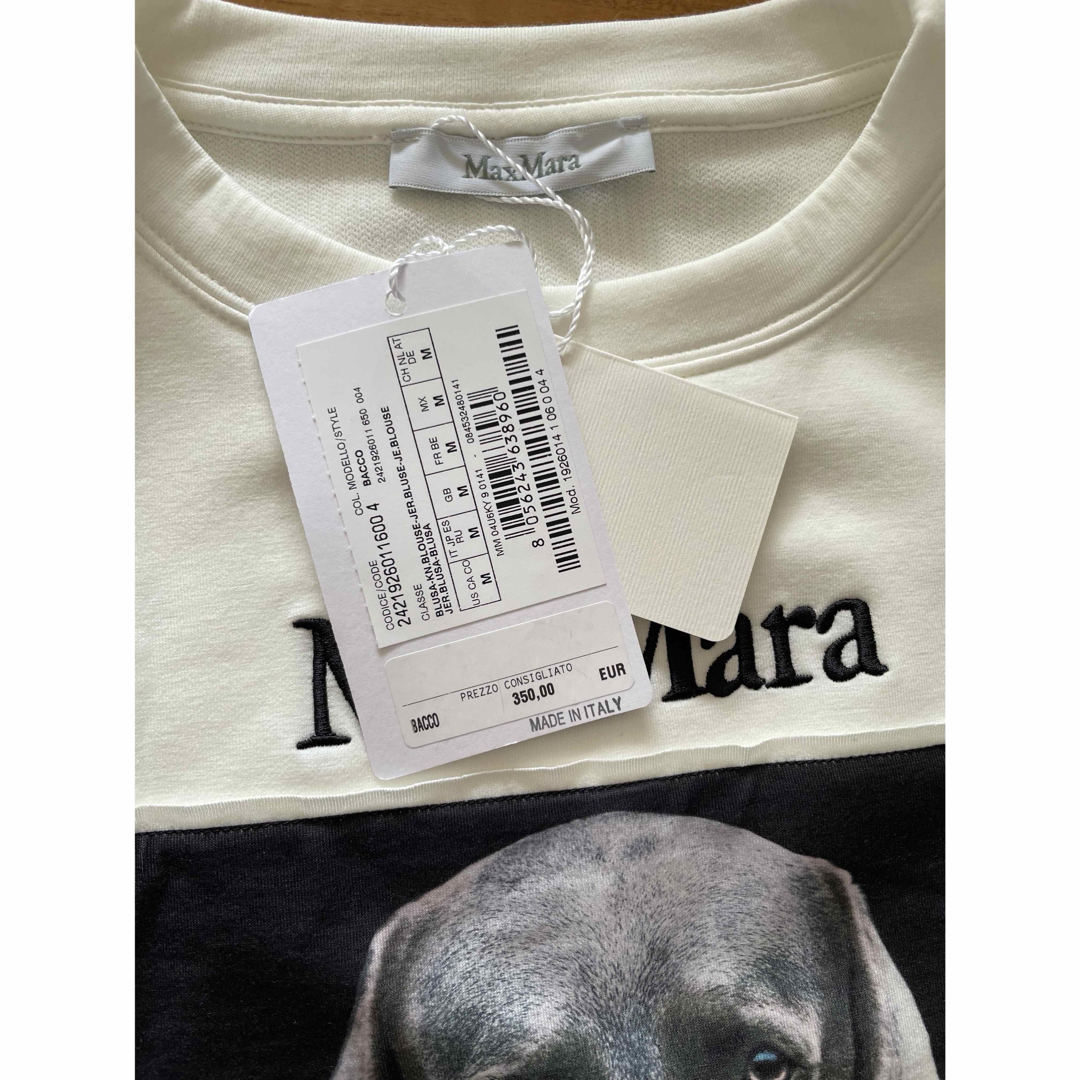 MaxMara
CODICE/CODE COL. MODELLO/STYLE
2421926011600 4 BACCO
2421926011 650 004
CLASSE
BLUSA-KN.BLOUSE-JER.BLUSE-JE.BLOUSE
JER.BLUSA-BLUSA
US CA CO IT JP ES RU GB FR BE MX CH NL AT DE
M M M M M M
MM 04U6KY 9 0141 - 084532480141
8 056243 638960
Mod. 1926014 1 06 0 04 4
PREZZO CONSIGLIATO
BACCO 350,00 EUR
MADE IN ITALY
M Mara